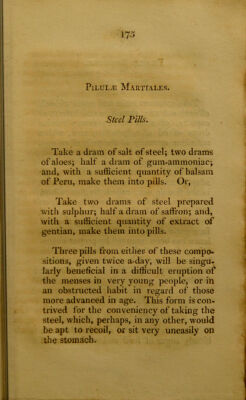 175
PILULÆ MARTIALES.
Steel Pills.
Take a dram of salt of steel; two drams
of aloes; half a dram of gum-ammoniac;
and, with a sufficient quantity of balsam
of Peru, make them into pills. Or,
Take two drams of steel prepared
with sulphur; half a dram of saffron; and,
with a sufficient quantity of extract of
gentian, make them into pills.
Three pills from either of these compo-
sitions, given twice a-day, will be singu-
larly beneficial in a difficult eruption of
the menses in very young people, or in
an obstructed habit in regard of those
more advanced in age. This form is con-
trived for the conveniency of taking the
steel, which, perhaps, in any other, would
be apt to recoil, or sit very uneasily on
the stomach.